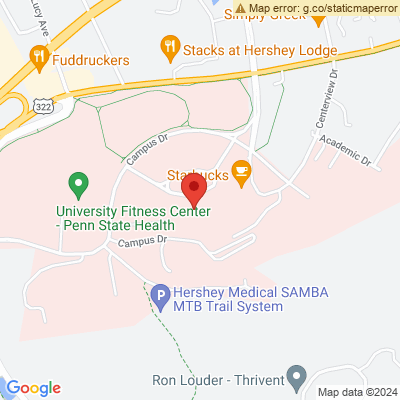 Map error: g.co/staticmaperror
Lucy Ave
Simply Greek
Stacks at Hershey Lodge
Fuddruckers
322
Centerview Dr
Academic Dr
Campus Dr
Starbucks
University Fitness Center
- Penn State Health
Campus Dr
Hershey Medical SAMBA
MTB Trail System
Ron Louder - Thrivent
Google
Map data ©2024